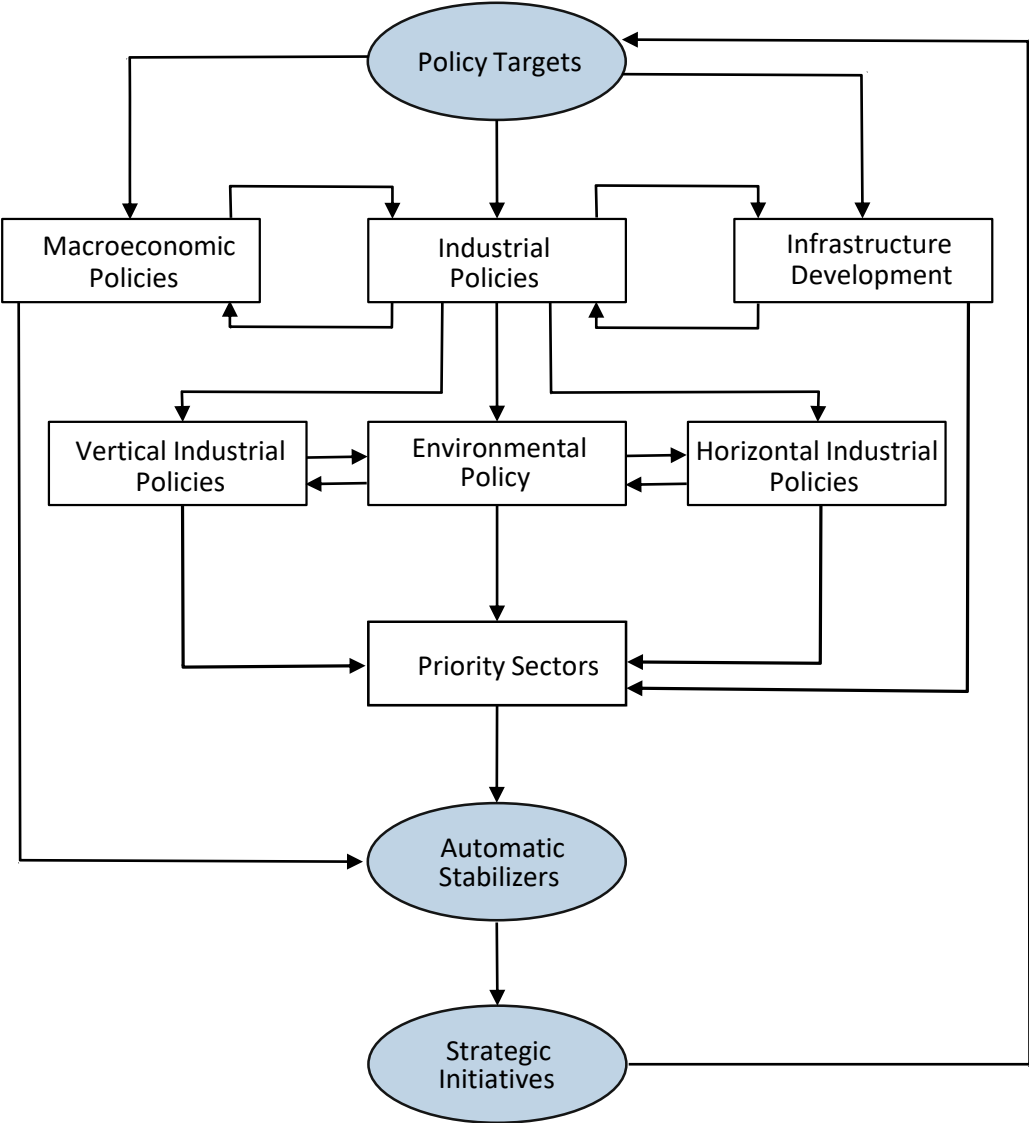 Policy Targets
Macroeconomic
Policies
Industrial
Policies
Infrastructure
Development
Vertical Industrial
Policies
Environmental
Policy
Horizontal Industrial
Policies
Priority Sectors
Automatic
Stabilizers
Strategic
Initiatives